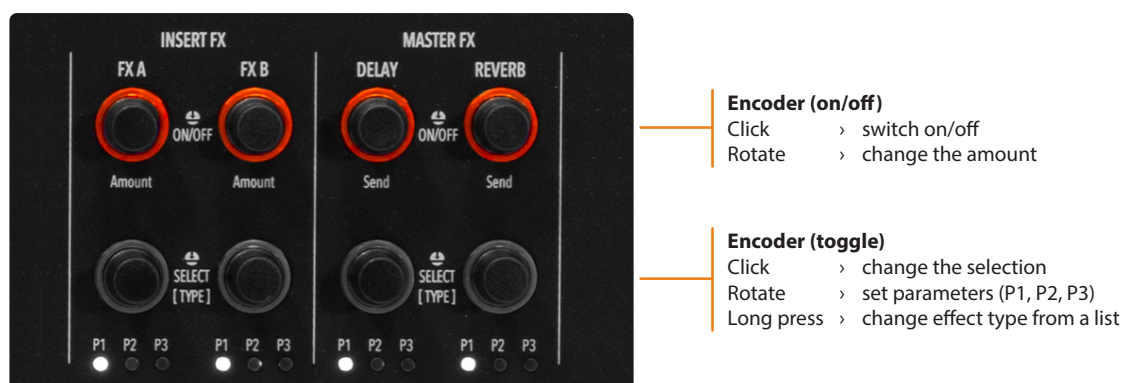 INSERT FX
MASTER FX
FX A
FX B
DELAY
REVERB
ON/OFF
ON/OFF
Amount
Amount
Send
Send
SELECT
[ TYPE ]
SELECT
[ TYPE ]
P1 P2 P3
P1 P2 P3
P1 P2 P3
P1 P2 P3
Encoder (on/off)
Click › switch on/off
Rotate › change the amount
Encoder (toggle)
Click › change the selection
Rotate › set parameters (P1, P2, P3)
Long press › change effect type from a list